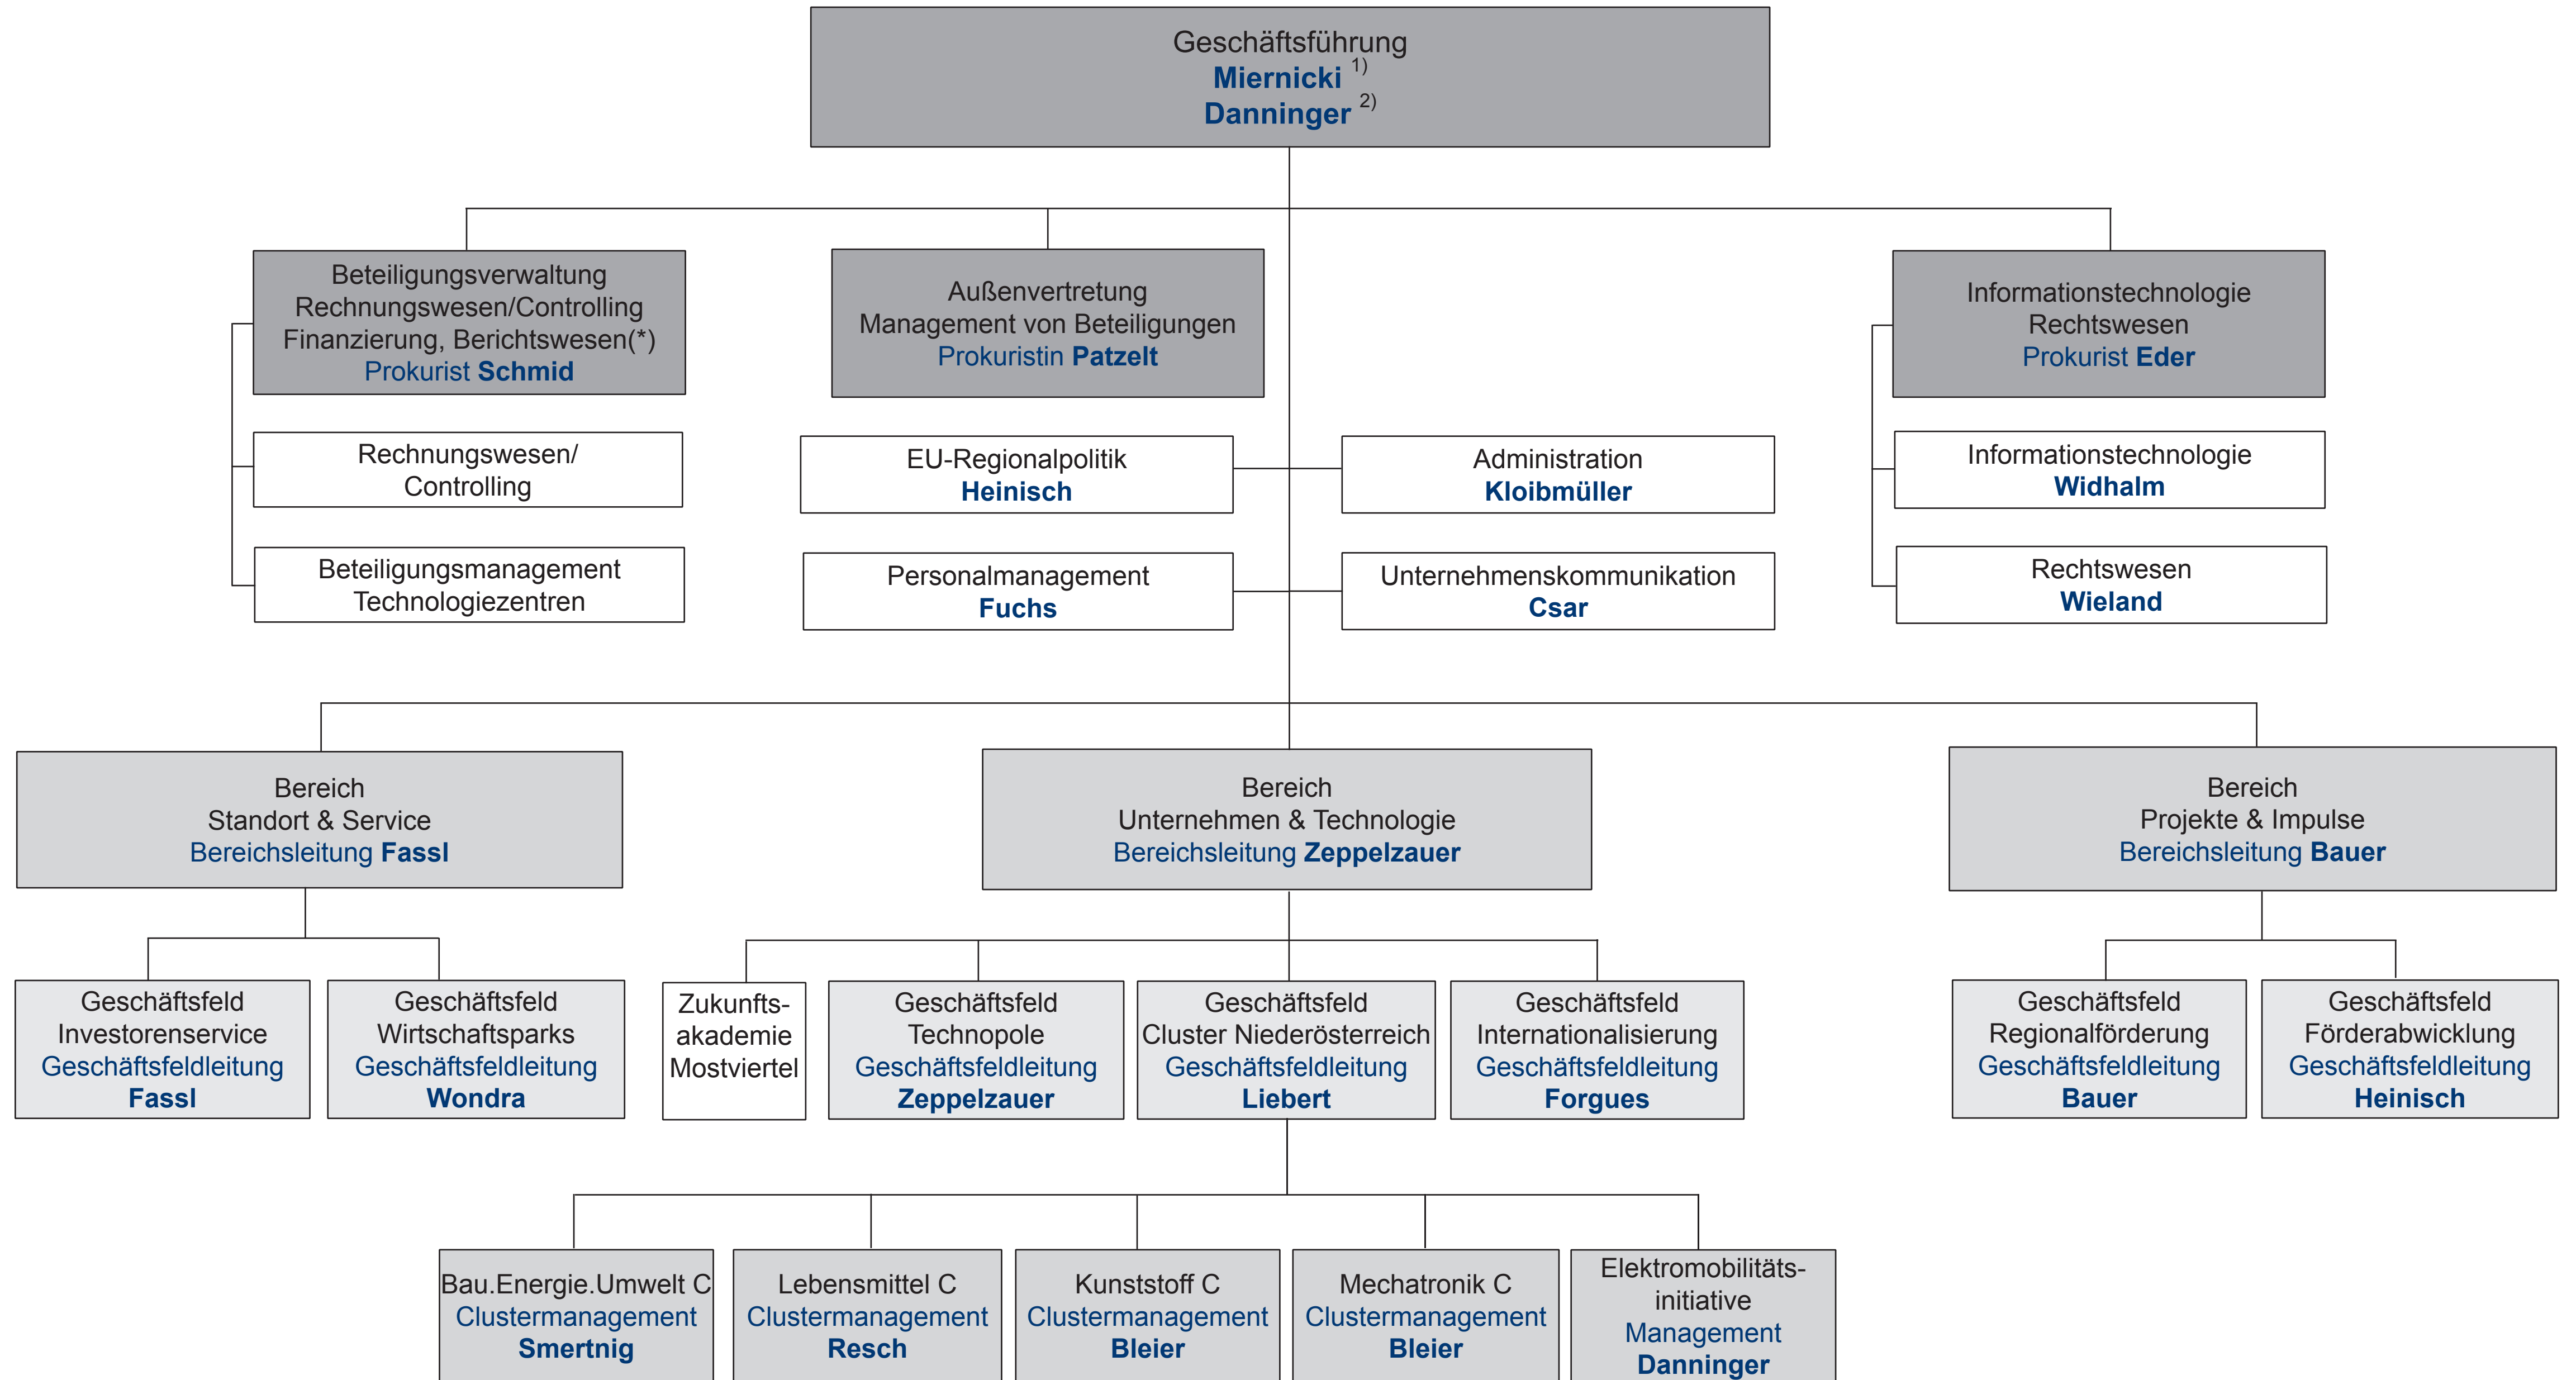 Geschäftsführung
Miernicki 1)
Danninger 2)
Beteiligungsverwaltung
Rechnungswesen/Controlling
Finanzierung, Berichtswesen(*)
Prokurist Schmid
Außenvertretung
Management von Beteiligungen
Prokuristin Patzelt
Informationstechnologie
Rechtswesen
Prokurist Eder
Rechnungswesen/
Controlling
EU-Regionalpolitik
Heinisch
Administration
Kloibmüller
Informationstechnologie
Widhalm
Beteiligungsmanagement
Technologiezentren
Personalmanagement
Fuchs
Unternehmenskommunikation
Csar
Rechtswesen
Wieland
Bereich
Standort & Service
Bereichsleitung Fassl
Bereich
Unternehmen & Technologie
Bereichsleitung Zeppelzauer
Bereich
Projekte & Impulse
Bereichsleitung Bauer
Geschäftsfeld
Investorenservice
Geschäftsfeldleitung
Fassl
Geschäftsfeld
Wirtschaftsparks
Geschäftsfeldleitung
Wondra
Zukunfts-
akademie
Mostviertel
Geschäftsfeld
Technopole
Geschäftsfeldleitung
Zeppelzauer
Geschäftsfeld
Cluster Niederösterreich
Geschäftsfeldleitung
Liebert
Geschäftsfeld
Internationalisierung
Geschäftsfeldleitung
Forgues
Geschäftsfeld
Regionalförderung
Geschäftsfeldleitung
Bauer
Geschäftsfeld
Förderabwicklung
Geschäftsfeldleitung
Heinisch
Bau.Energie.Umwelt C
Clustermanagement
Smertnig
Lebensmittel C
Clustermanagement
Resch
Kunststoff C
Clustermanagement
Bleier
Mechatronik C
Clustermanagement
Bleier
Elektromobilitäts-
initiative
Management
Danninger